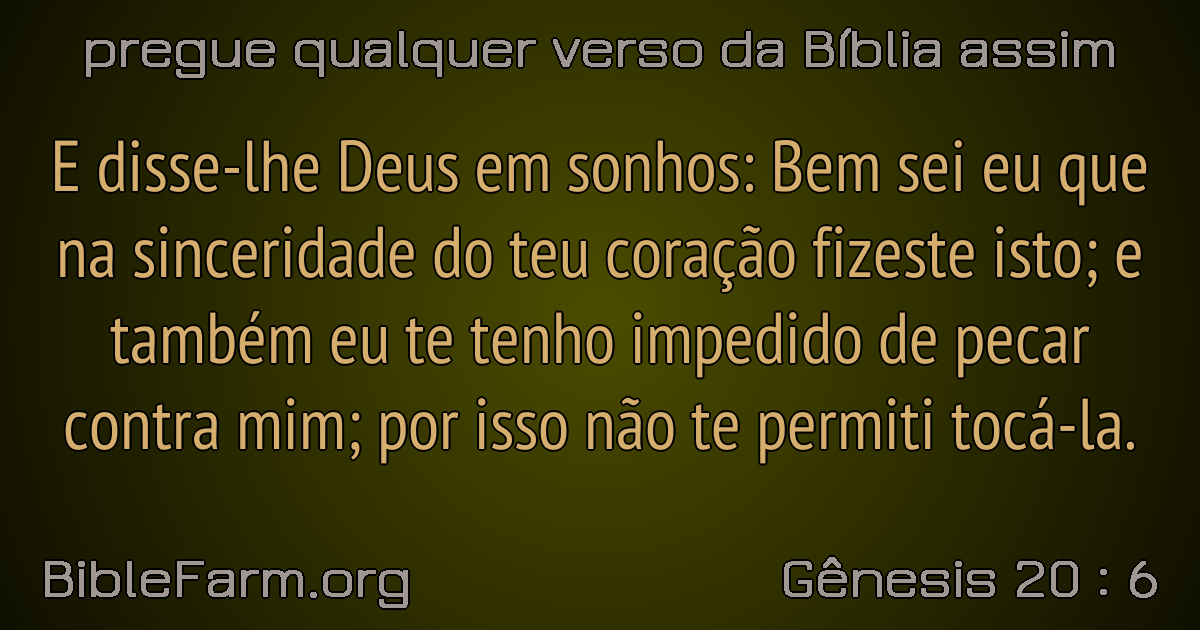 pregue qualquer verso da Bíblia assim
E disse-lhe Deus em sonhos: Bem sei eu que
na sinceridade do teu coração fizeste isto; e
também eu te tenho impedido de pecar
contra mim; por isso não te permiti tocá-la.
BibleFarm.org
Gênesis 20 : 6